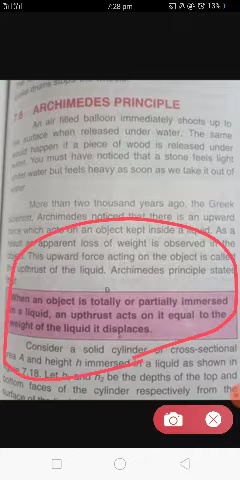 7:28 pm
13%
7.6 ARCHIMEDES PRINCIPLE
An air filled balloon immediately shoots up to
surface when released under water. The same
would happen if a piece of wood is released under
water. You must have noticed that a stone feels light
under water but feels heavy as soon as we take it out of
water.
More than two thousand years ago, the Greek
scientist, Archimedes noticed that there is an upward
force which acts on an object kept inside a liquid. As a
result an apparent loss of weight is observed in the
object. This upward force acting on the object is called
upthrust of the liquid. Archimedes principle states
When an object is totally or partially immersed
in a liquid, an upthrust acts on it equal to the
weight of the liquid it displaces.
Consider a solid cylinder of cross-sectional
area A and height h immersed in a liquid as shown in
7.18. Let h₁ and h₂ be the depths of the top and
bottom faces of the cylinder respectively from the
surface of the